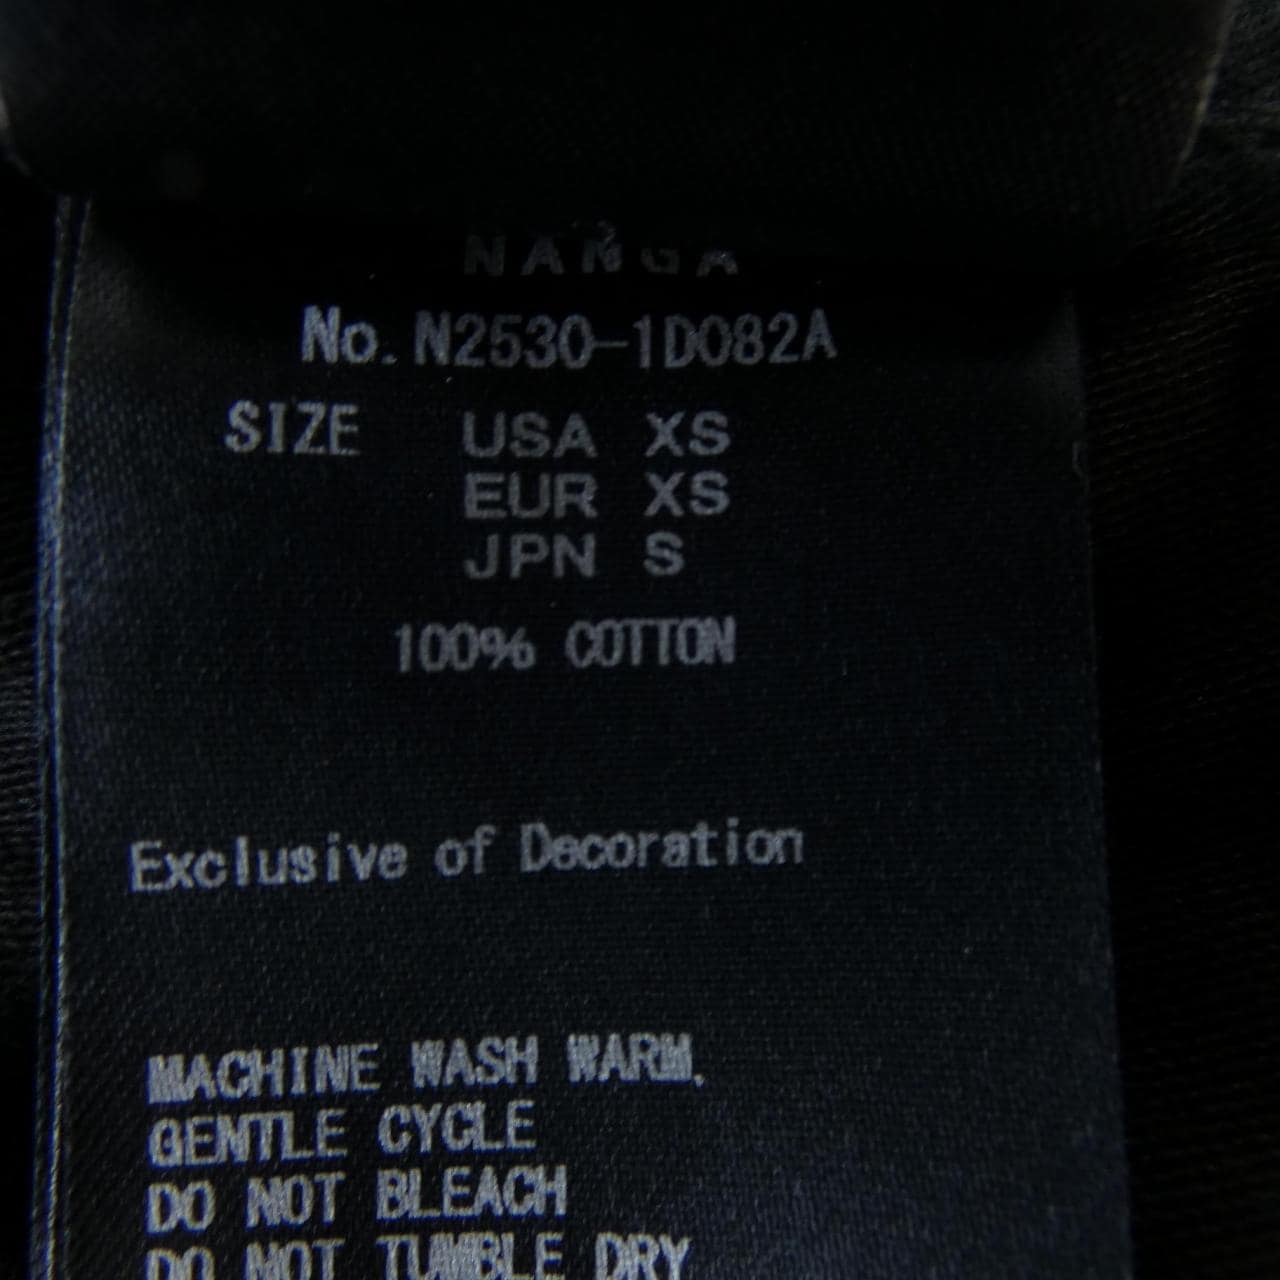 NANGA
No. N2530-1D082A
SIZE USA XS
EUR XS
JPN S
100% COTTON
Exclusive of Decoration
MACHINE WASH WARM.
GENTLE CYCLE
DO NOT BLEACH
DO NOT TUMBLE DRY